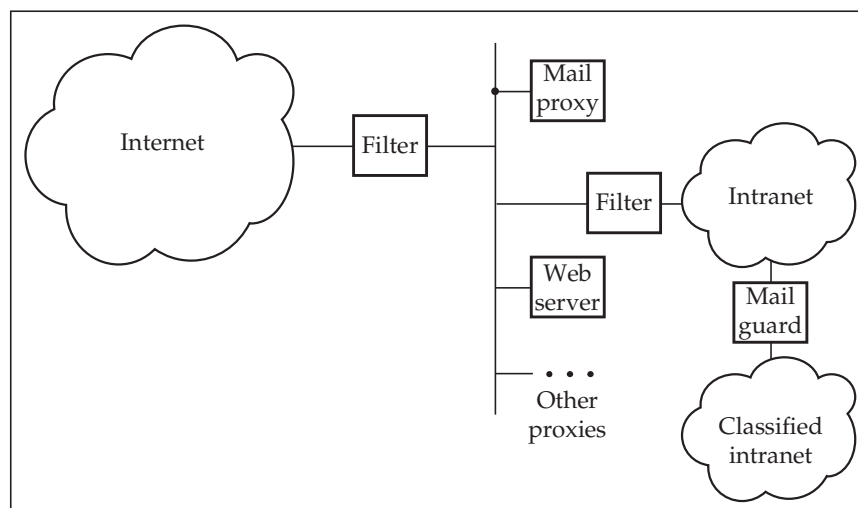 Internet
Filter
Mail
proxy
Filter
Intranet
Web
server
Mail
guard
• • •
Other
proxies
Classified
intranet